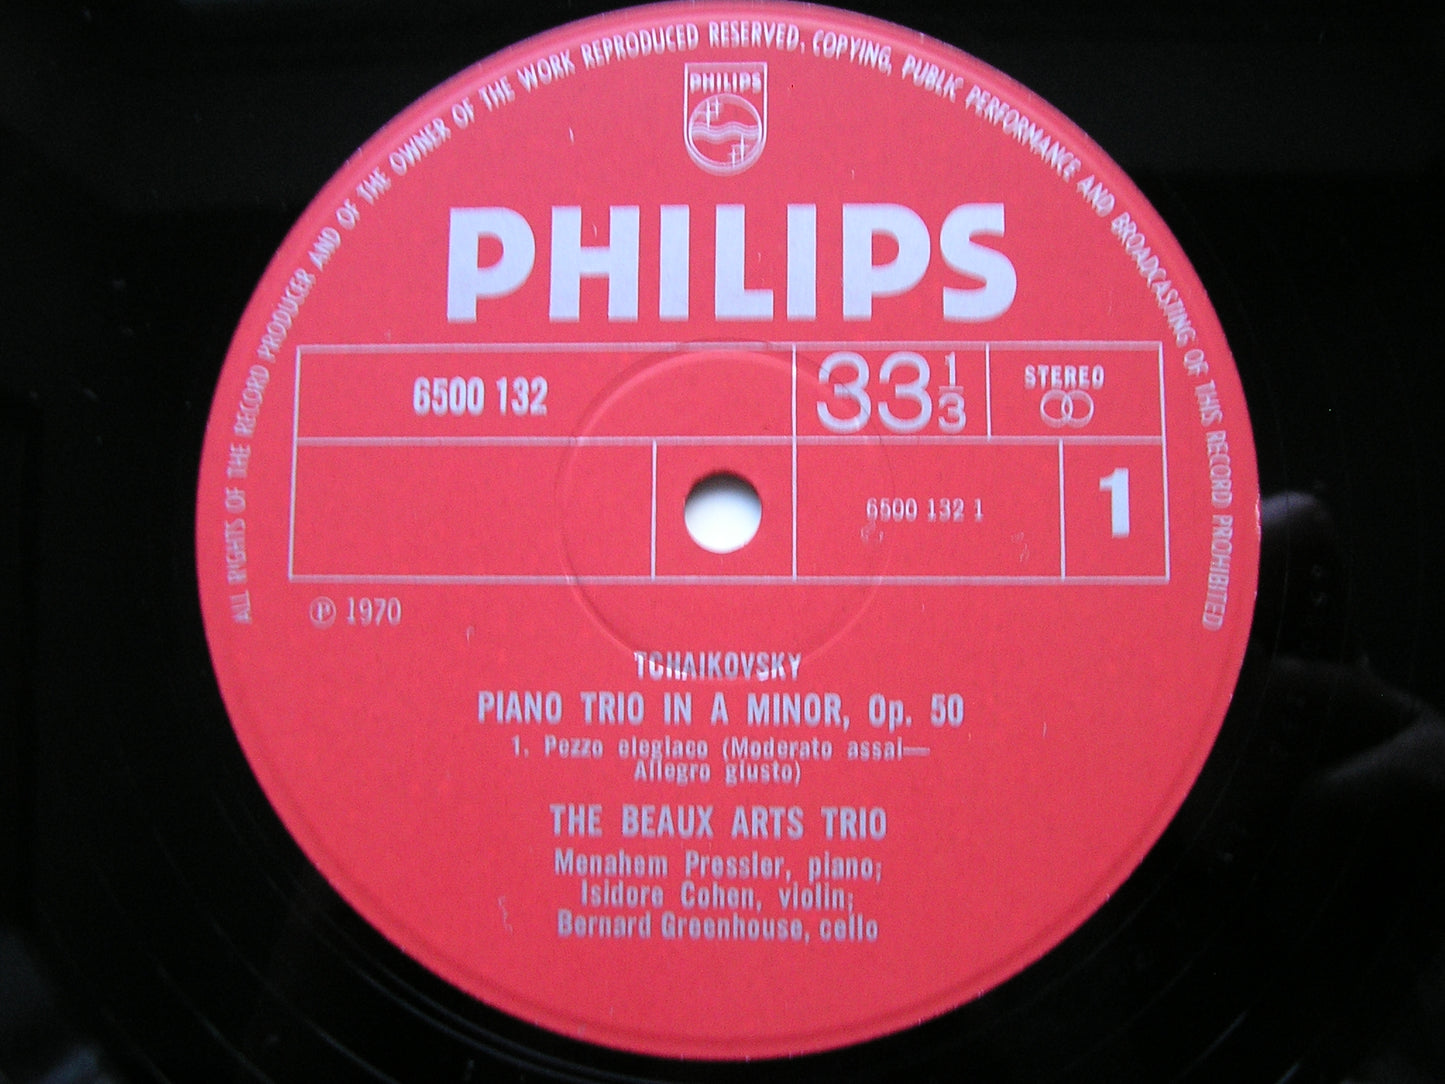 ALL RIGHTS OF THE RECORD PRODUCER AND OF THE OWNER OF THE WORK REPRODUCED RESERVED. COPYING, PUBLIC PERFORMANCE AND BROADCASTING OF THIS RECORD PROHIBITED
PHILIPS
PHILIPS
6500 132
33 1/3
STEREO
6500 132 1
1
Ⓟ 1970
TCHAIKOVSKY
PIANO TRIO IN A MINOR, Op. 50
1. Pezzo elegiaco (Moderato assai—
Allegro giusto)
THE BEAUX ARTS TRIO
Menahem Pressler, piano;
Isidore Cohen, violin;
Bernard Greenhouse, cello